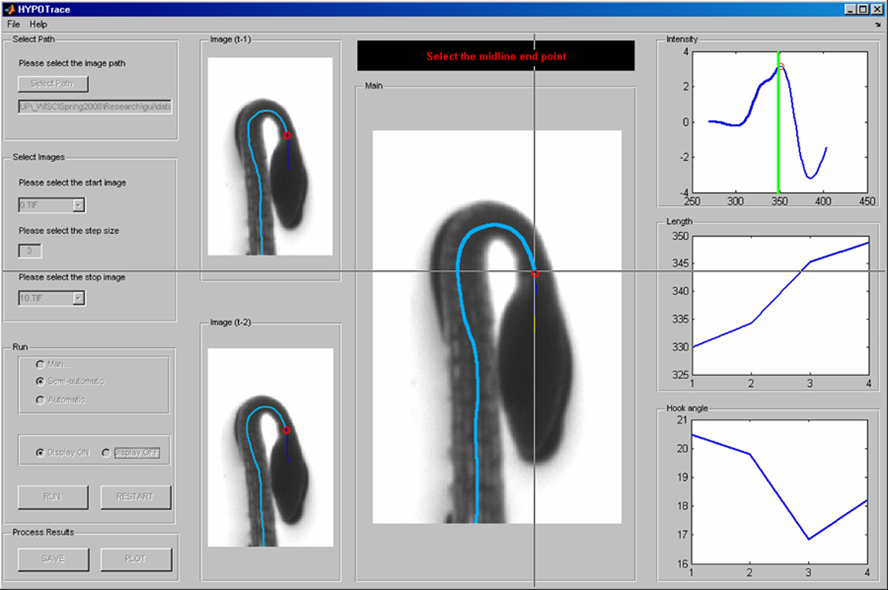 HYPOTrace
File Help
Select Path
Please select the image path
Select Path
UP\_WISC\Spring2008\Research\gui\dat
Select Images
Please select the start image
0.TIF
Please select the step size
3
Please select the stop image
10.TIF
Run
Semi-automatic
Automatic
Display ON Display OFF
RUN RESTART
Process Results
SAVE PLOT
Image (t-1)
Image (t-2)
Select the midline end point
Main
Intensity
4
2
0
-2
-4
250 300 350 400 450
Length
350
345
340
335
330
325
1 2 3 4
Hook angle
21
20
19
18
17
16
1 2 3 4